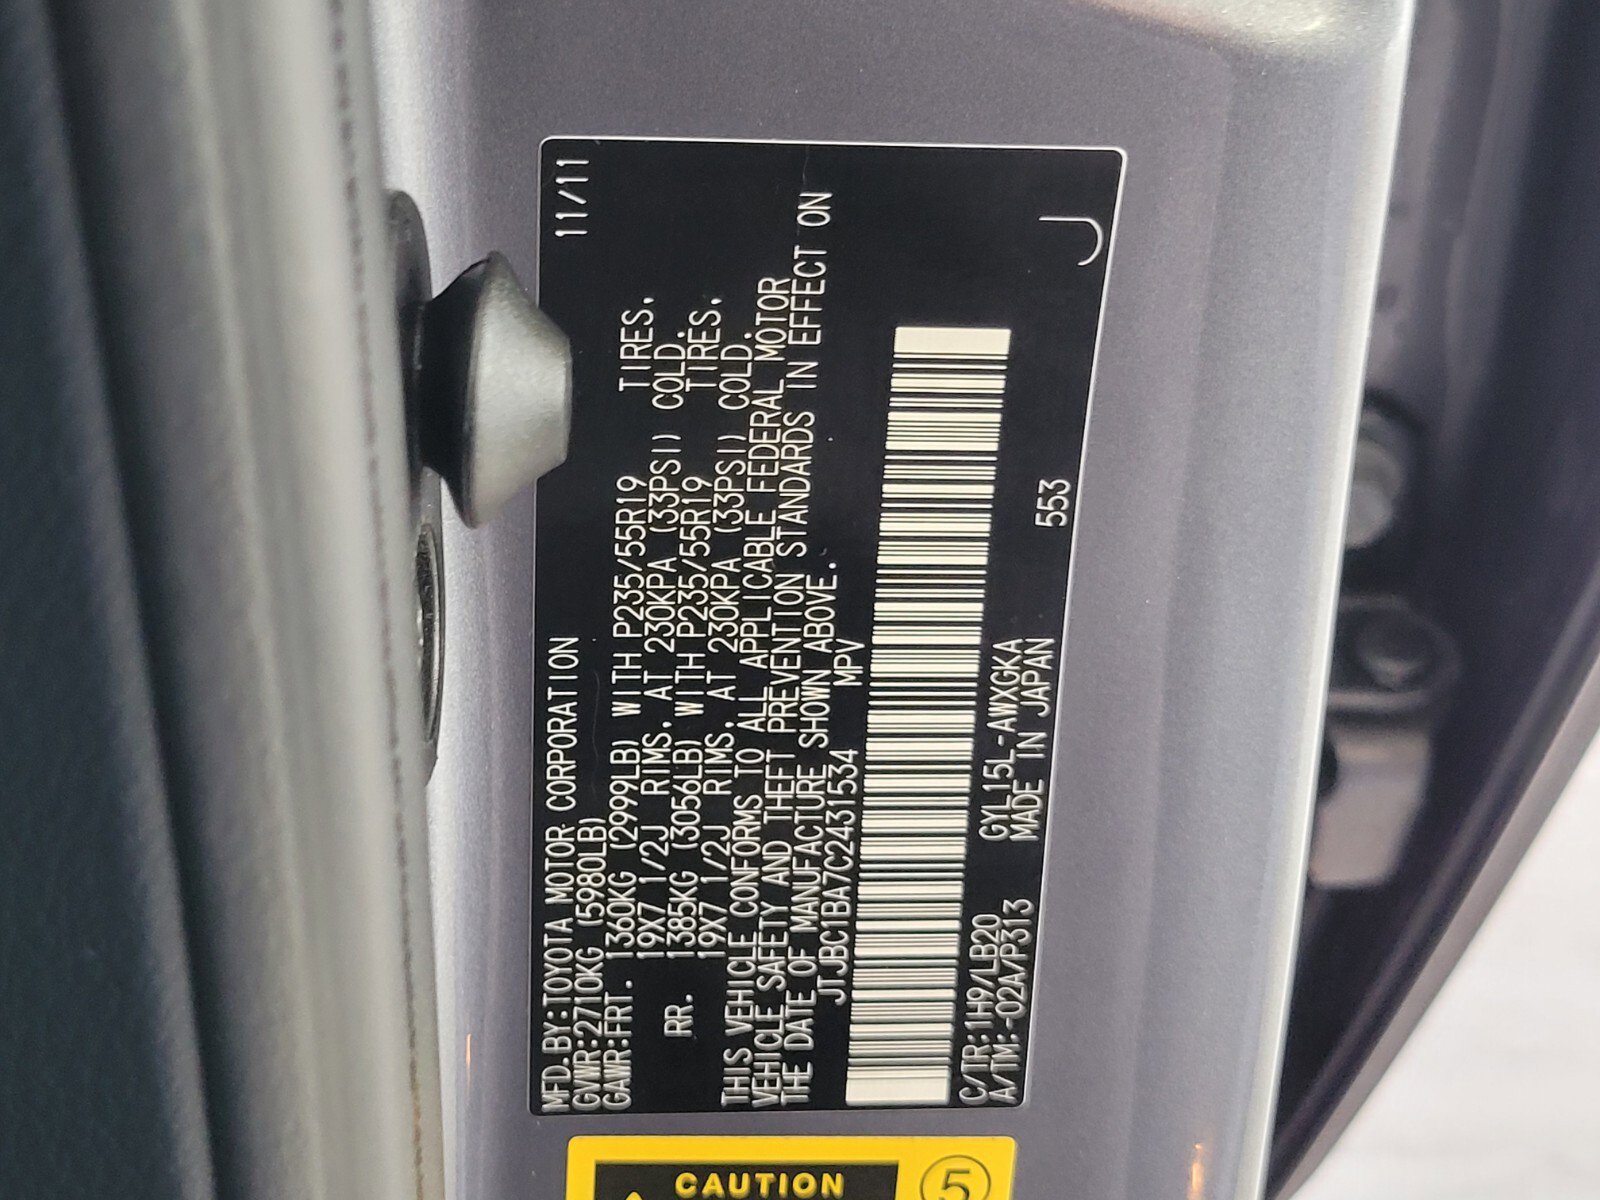 MFD.BY:TOYOTA MOTOR CORPORATION 11/11
GVWR:2710KG (5980LB)
GAWR:FRT. 1360KG (2999LB) WITH P235/55R19 TIRES,
19X7 1/2J RIMS, AT 230KPA (33PSI) COLD.
RR. 1385KG (3056LB) WITH P235/55R19 TIRES,
19X7 1/2J RIMS, AT 230KPA (33PSI) COLD.
THIS VEHICLE CONFORMS TO ALL APPLICABLE FEDERAL MOTOR
VEHICLE SAFETY AND THEFT PREVENTION STANDARDS IN EFFECT ON
THE DATE OF MANUFACTURE SHOWN ABOVE.
JTJBC1BA7C2431534 MPV
C/TR:1H9/LB20 GYL15L-AWXGKA
A/TM:-02A/P313 MADE IN JAPAN 553
J
CAUTION
5